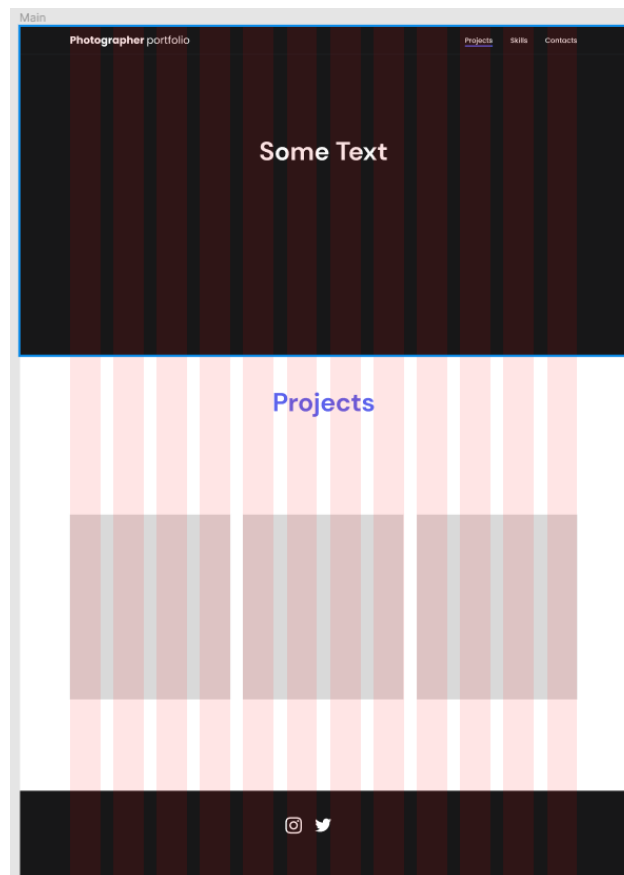 Main
Photographer portfolio
Projects Skills Contacts
Some Text
Projects